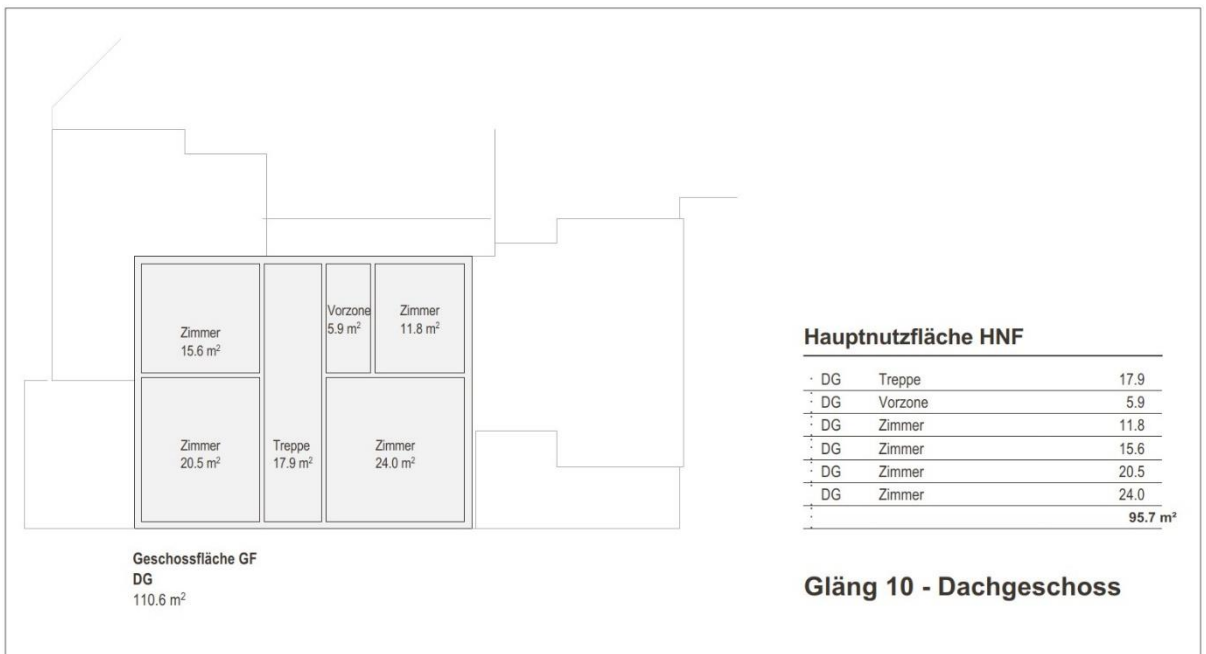 Zimmer
15.6 m²
Vorzone
5.9 m²
Zimmer
11.8 m²
Zimmer
20.5 m²
Treppe
17.9 m²
Zimmer
24.0 m²
Geschossfläche GF
DG
110.6 m²
Hauptnutzfläche HNF
DG Treppe 17.9
DG Vorzone 5.9
DG Zimmer 11.8
DG Zimmer 15.6
DG Zimmer 20.5
DG Zimmer 24.0
95.7 m²
Gläng 10 - Dachgeschoss